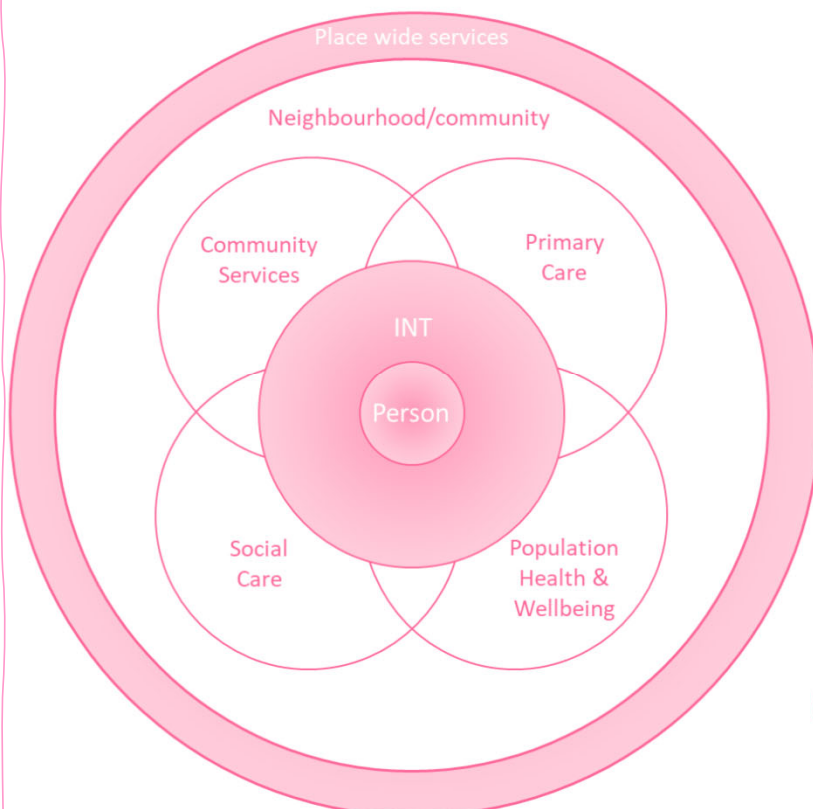 Place wide services
Neighbourhood/community
Community
Services
Primary
Care
INT
Person
Social
Care
Population
Health &
Wellbeing